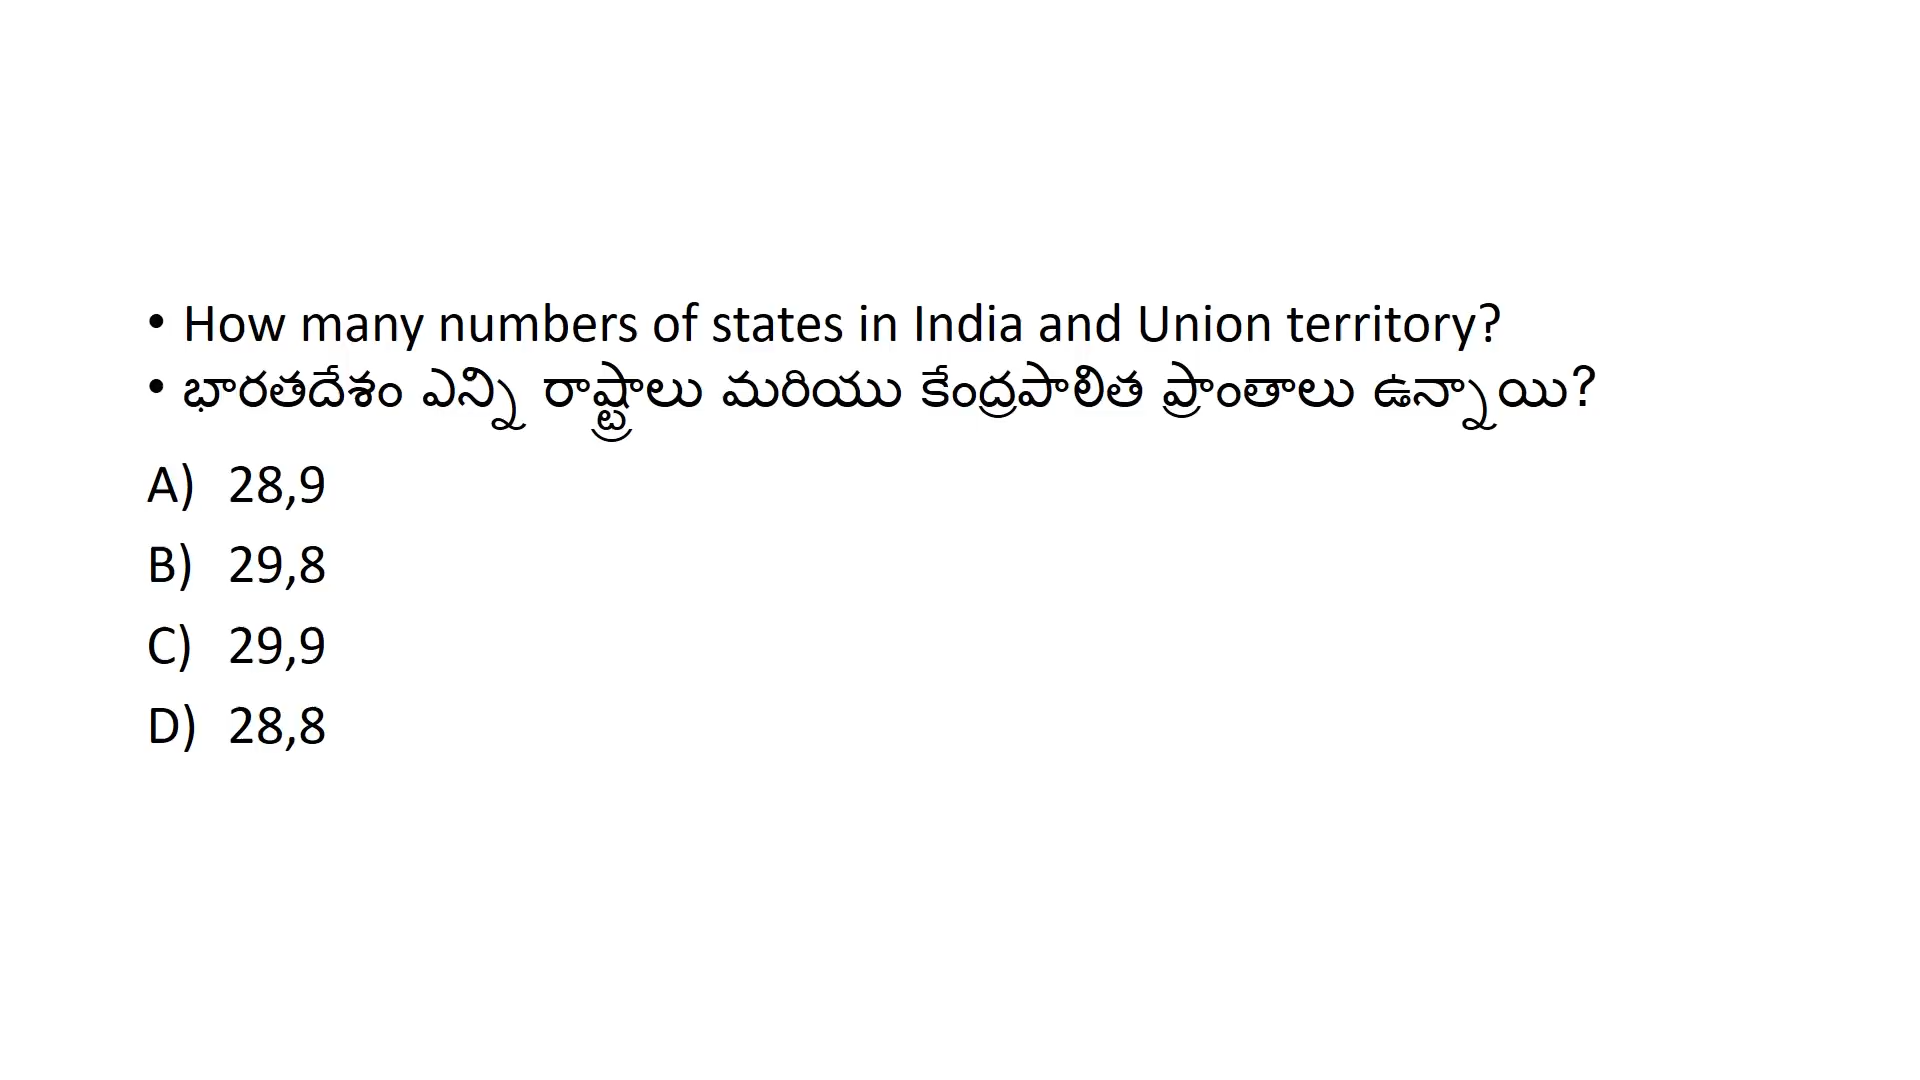 • How many numbers of states in India and Union territory?
• భారతదేశం ఎన్ని రాష్ట్రాలు మరియు కేంద్రపాలిత ప్రాంతాలు ఉన్నాయి?
A) 28,9
B) 29,8
C) 29,9
D) 28,8